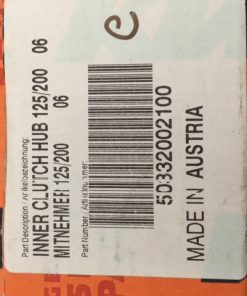 C
Part Description / Artikelbezeichnung:
INNER CLUTCH HUB 125/200 06
MITNEHMER 125/200 06
Part Number / Artikelnummer:
50332002100
MADE IN AUSTRIA